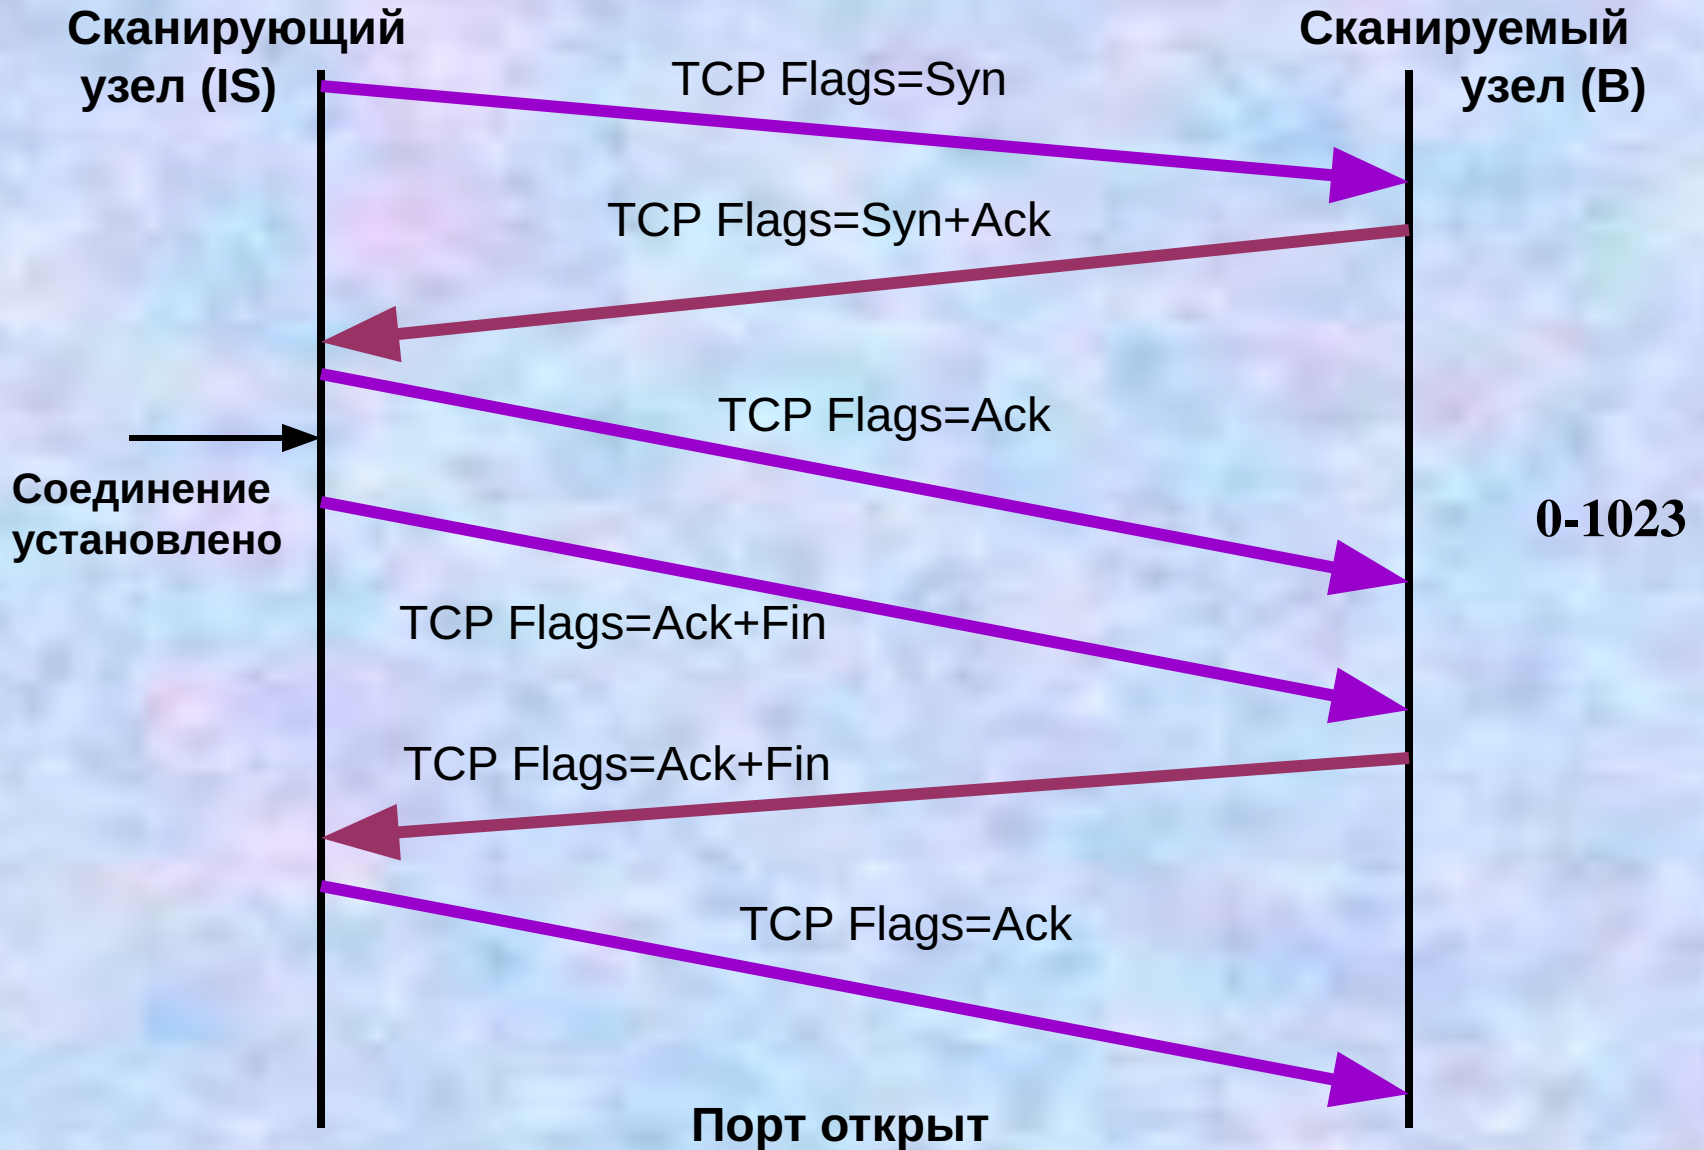 Сканирующий
узел (IS)
Сканируемый
узел (B)
TCP Flags=Syn
TCP Flags=Syn+Ack
TCP Flags=Ack
Соединение
установлено
0-1023
TCP Flags=Ack+Fin
TCP Flags=Ack+Fin
TCP Flags=Ack
Порт открыт